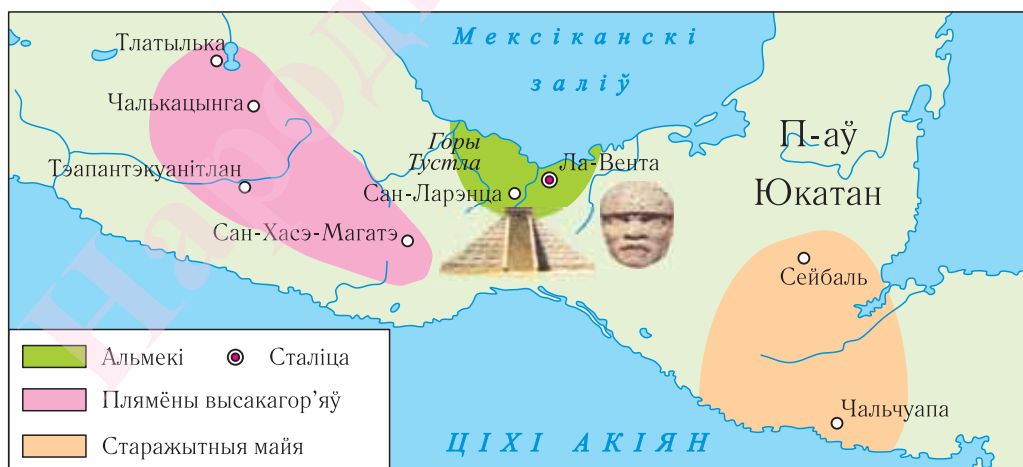 Мексіканскі
заліў
Тлатылька
Чалькацынга
Горы
Тустла
П-аў
Юкатан
Тэапантэкуанітлан
Ла-Вента
Сан-Ларэнца
Сан-Хасэ-Магатэ
Сейбаль
Альмекі
Сталіца
Плямёны высакагор’яў
Старажытныя майя
Чальчуапа
ЦІХІ АКІЯН